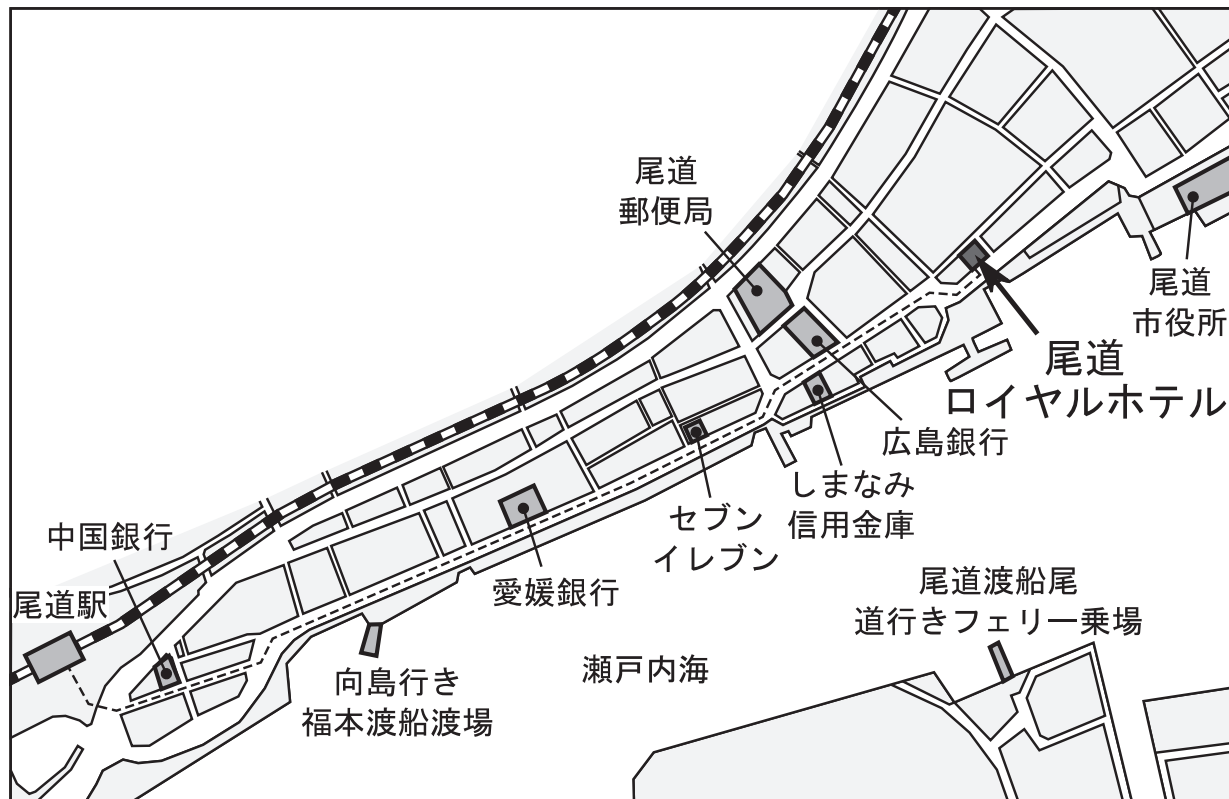 尾道
郵便局
尾道
市役所
尾道
ロイヤルホテル
広島銀行
しまなみ
信用金庫
セブン
イレブン
中国銀行
愛媛銀行
尾道駅
尾道渡船尾
道行きフェリー乗場
瀬戸内海
向島行き
福本渡船渡場